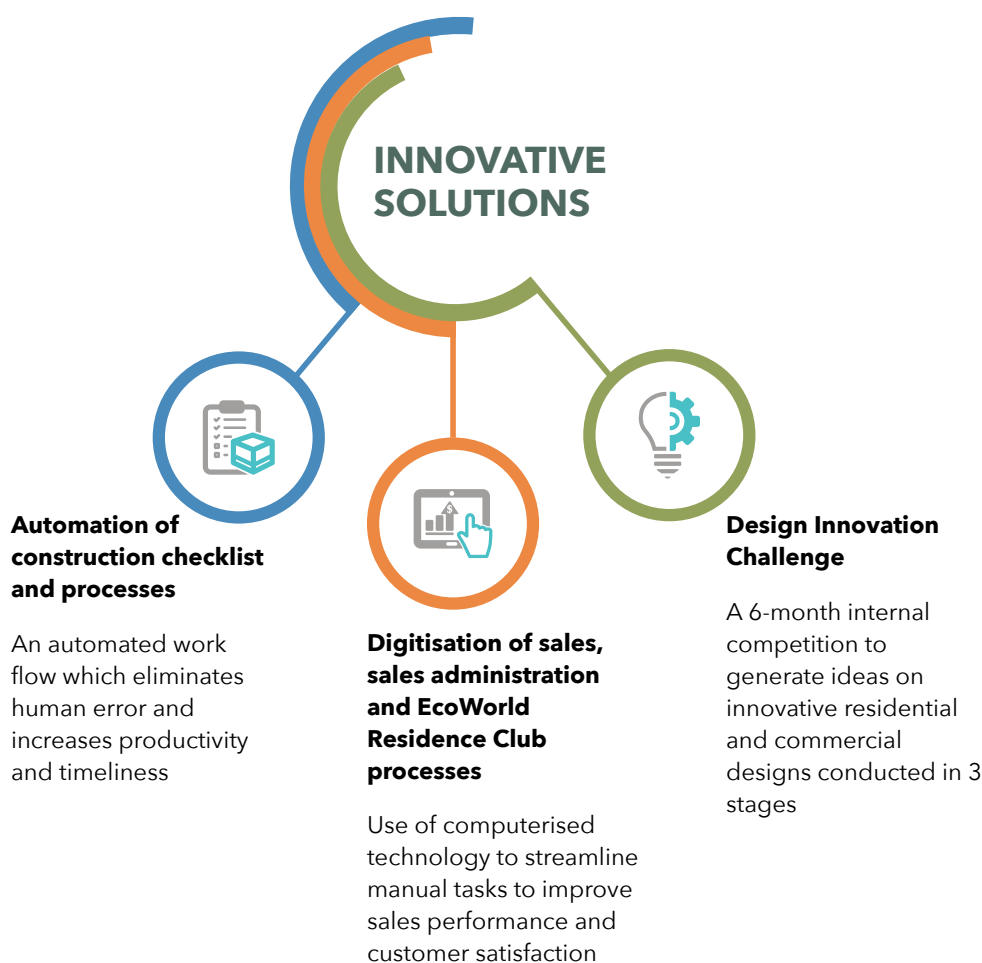 INNOVATIVE
SOLUTIONS
Automation of
construction checklist
and processes
An automated work
flow which eliminates
human error and
increases productivity
and timeliness
Digitisation of sales,
sales administration
and EcoWorld
Residence Club
processes
Use of computerised
technology to streamline
manual tasks to improve
sales performance and
customer satisfaction
Design Innovation
Challenge
A 6-month internal
competition to
generate ideas on
innovative residential
and commercial
designs conducted in 3
stages